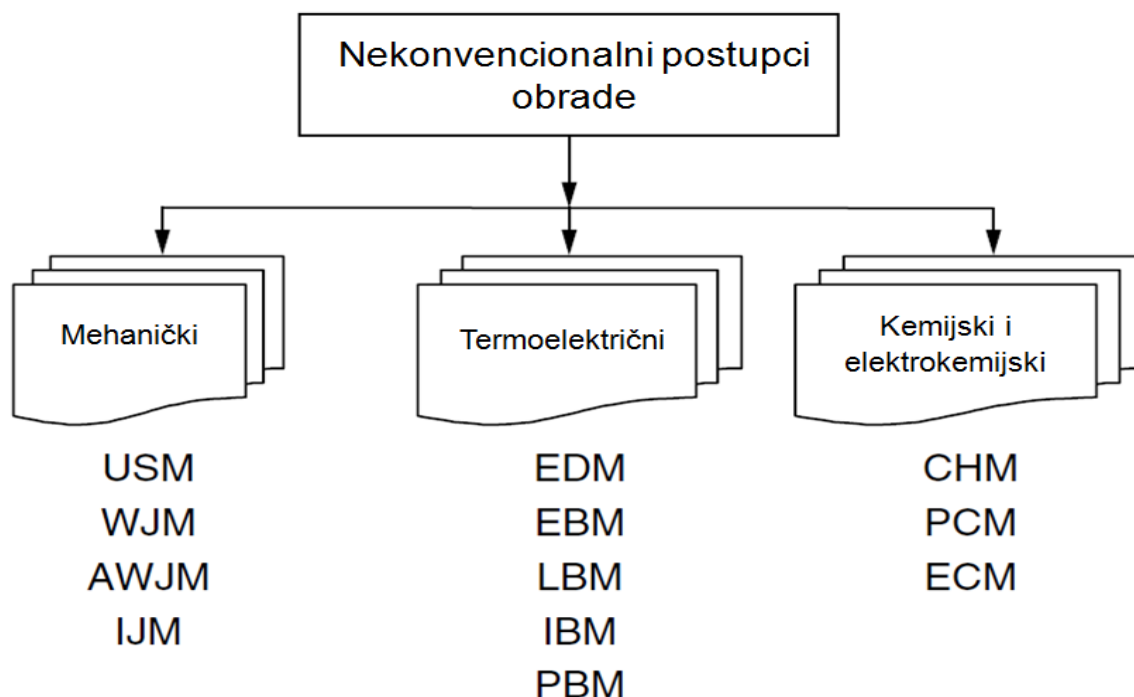 Nekonvencionalni postupci
obrade
Mehanički
Termoelektrični
Kemijski i
elektrokemijski
USM
WJM
AWJM
IJM
EDM
EBM
LBM
IBM
PBM
CHM
PCM
ECM